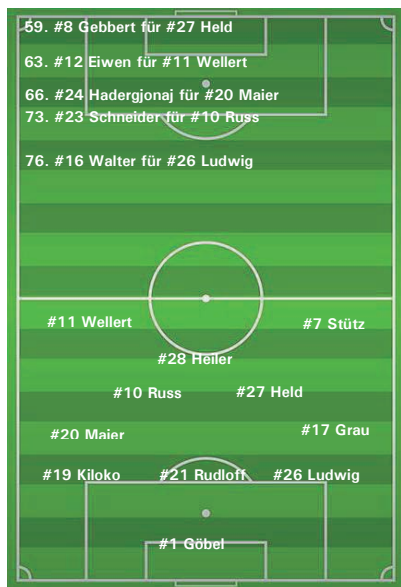 59. #8 Gebbert für #27 Held
63. #12 Eiwen für #11 Wellert
66. #24 Hadergjonaj für #20 Maier
73. #23 Schneider für #10 Russ
76. #16 Walter für #26 Ludwig
#11 Wellert
#7 Stütz
#28 Heiler
#10 Russ
#27 Held
#20 Maier
#17 Grau
#19 Kiloko
#21 Rudloff
#26 Ludwig
#1 Göbel